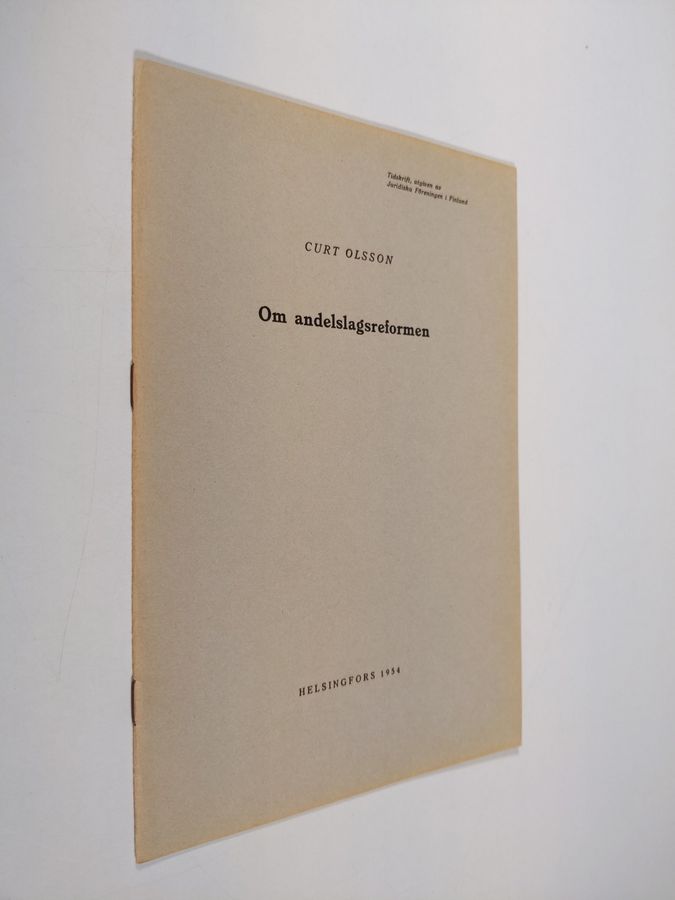 Tidskrift, utgiven av
Juridiska Föreningen i Finland
CURT OLSSON
Om andelslagsreformen
HELSINGFORS 1954